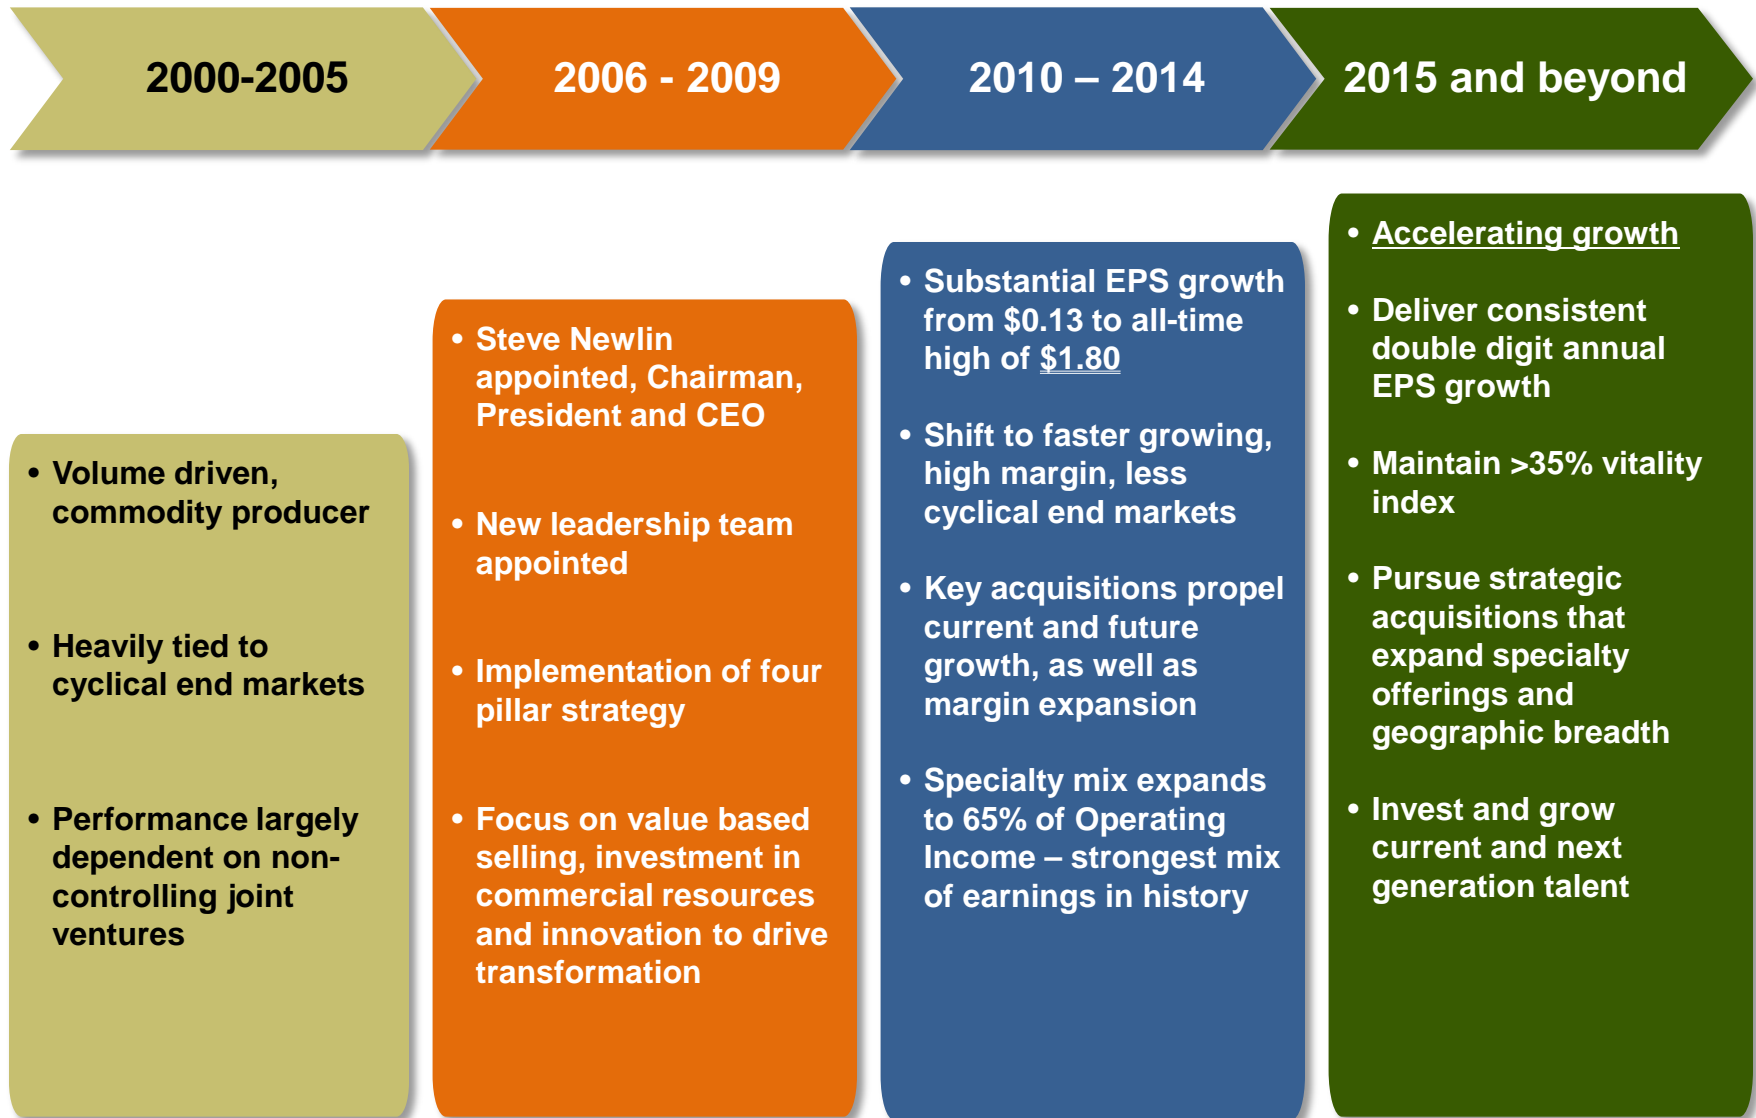 2000-2005
2006 - 2009
2010 – 2014
2015 and beyond
• Volume driven,
commodity producer
• Heavily tied to
cyclical end markets
• Performance largely
dependent on non-
controlling joint
ventures
• Steve Newlin
appointed, Chairman,
President and CEO
• New leadership team
appointed
• Implementation of four
pillar strategy
• Focus on value based
selling, investment in
commercial resources
and innovation to drive
transformation
• Substantial EPS growth
from $0.13 to all-time
high of $1.80
• Shift to faster growing,
high margin, less
cyclical end markets
• Key acquisitions propel
current and future
growth, as well as
margin expansion
• Specialty mix expands
to 65% of Operating
Income – strongest mix
of earnings in history
• Accelerating growth
• Deliver consistent
double digit annual
EPS growth
• Maintain >35% vitality
index
• Pursue strategic
acquisitions that
expand specialty
offerings and
geographic breadth
• Invest and grow
current and next
generation talent